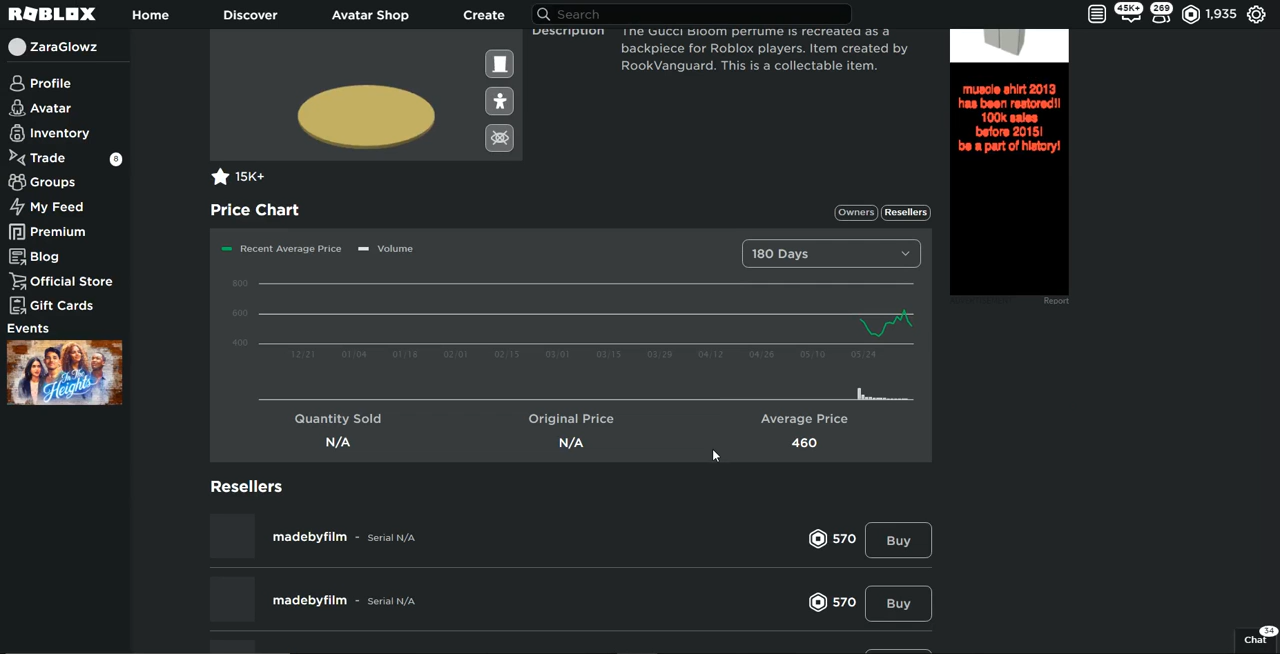 ROBLOX Home Discover Avatar Shop Create Search 45K+ 269 1,935
ZaraGlowz
Profile
Avatar
Inventory
Trade 8
Groups
My Feed
Premium
Blog
Official Store
Gift Cards
Events
In The
Heights
Description The Gucci Bloom perfume is recreated as a
backpiece for Roblox players. Item created by
RookVanguard. This is a collectable item.
15K+
Price Chart Owners Resellers
Recent Average Price Volume 180 Days
800
600
400
12/21 01/04 01/18 02/01 02/15 03/01 03/15 03/29 04/12 04/26 05/10 05/24
Quantity Sold Original Price Average Price
N/A N/A 460
Resellers
madebyfilm - Serial N/A 570 Buy
madebyfilm - Serial N/A 570 Buy
muscle shirt 2013
has been restored!!
100k sales
before 2015!
be a part of history!
ADVERTISEMENT Report
Chat 34